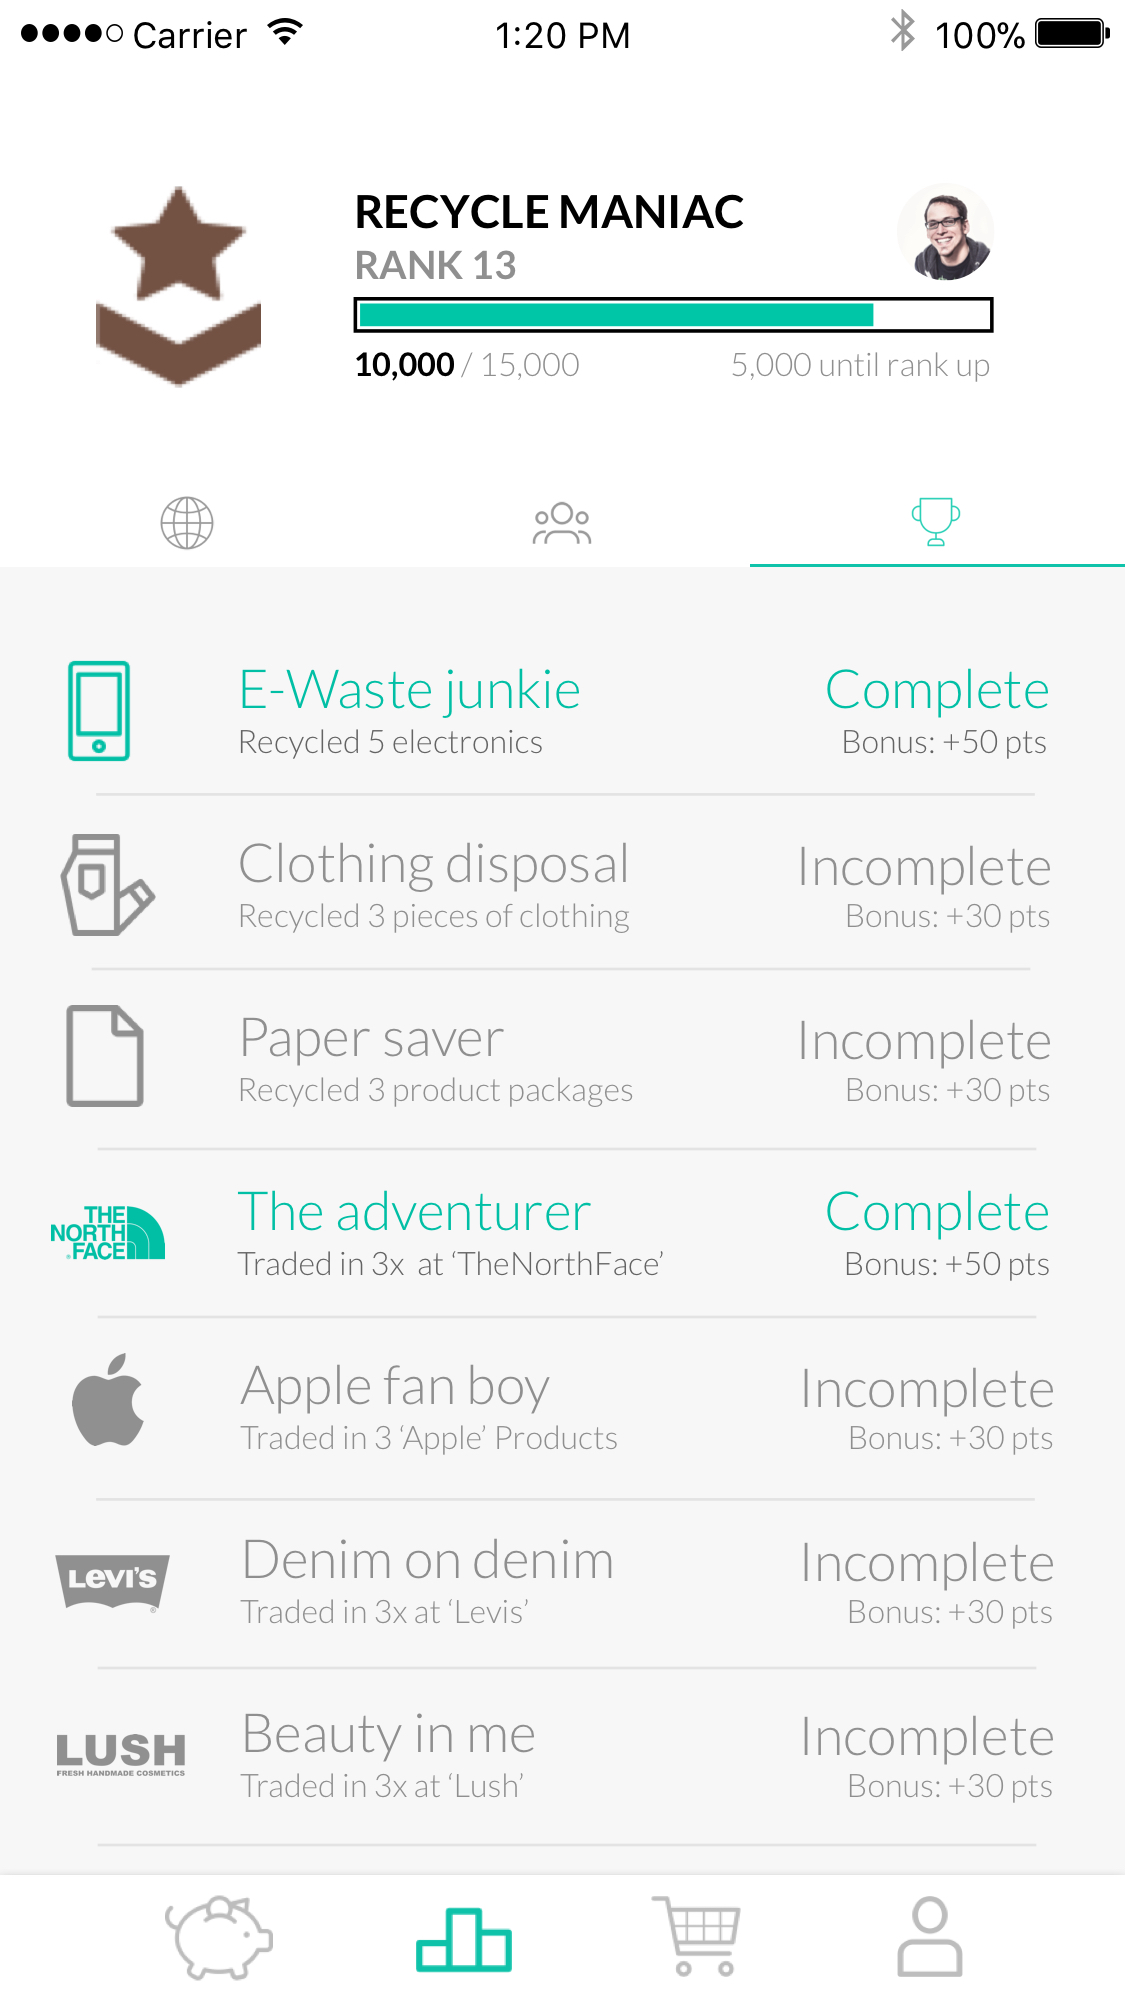 Carrier 1:20 PM 100%
RECYCLE MANIAC
RANK 13
10,000 / 15,000 5,000 until rank up
E-Waste junkie Complete
Recycled 5 electronics Bonus: +50 pts
Clothing disposal Incomplete
Recycled 3 pieces of clothing Bonus: +30 pts
Paper saver Incomplete
Recycled 3 product packages Bonus: +30 pts
THE
NORTH
FACE
The adventurer Complete
Traded in 3x at ‘TheNorthFace’ Bonus: +50 pts
Apple fan boy Incomplete
Traded in 3 ‘Apple’ Products Bonus: +30 pts
LEVI'S ®
Denim on denim Incomplete
Traded in 3x at ‘Levis’ Bonus: +30 pts
LUSH
FRESH HANDMADE COSMETICS
Beauty in me Incomplete
Traded in 3x at ‘Lush’ Bonus: +30 pts